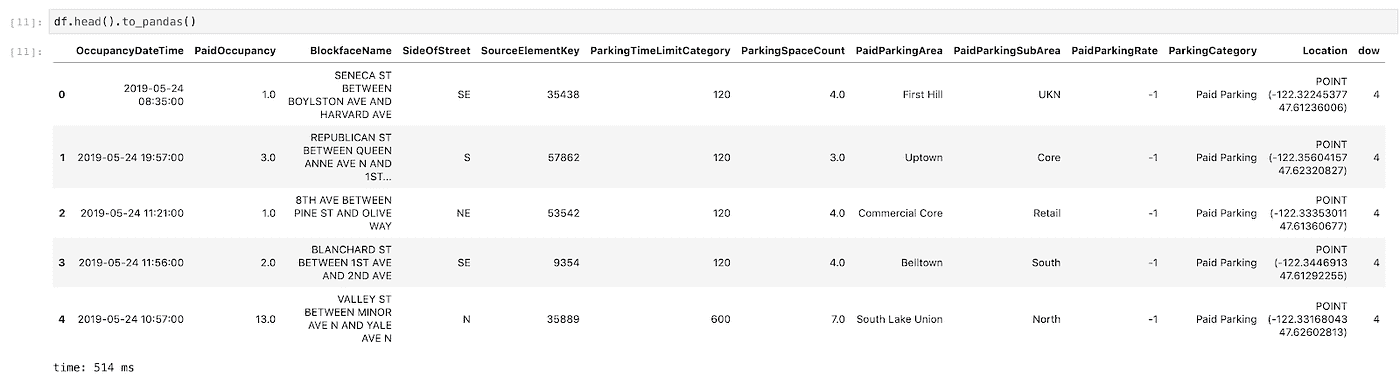 [11]: df.head().to_pandas()
[11]: OccupancyDateTime PaidOccupancy BlockfaceName SideOfStreet SourceElementKey ParkingTimeLimitCategory ParkingSpaceCount PaidParkingArea PaidParkingSubArea PaidParkingRate ParkingCategory Location dow
0 2019-05-24 08:35:00 1.0 SENECA ST BETWEEN BOYLSTON AVE AND HARVARD AVE SE 35438 120 4.0 First Hill UKN -1 Paid Parking POINT (-122.32245377 47.61236006) 4
1 2019-05-24 19:57:00 3.0 REPUBLICAN ST BETWEEN QUEEN ANNE AVE N AND 1ST... S 57862 120 3.0 Uptown Core -1 Paid Parking POINT (-122.35604157 47.62320827) 4
2 2019-05-24 11:21:00 1.0 8TH AVE BETWEEN PINE ST AND OLIVE WAY NE 53542 120 4.0 Commercial Core Retail -1 Paid Parking POINT (-122.33353011 47.61360677) 4
3 2019-05-24 11:56:00 2.0 BLANCHARD ST BETWEEN 1ST AVE AND 2ND AVE SE 9354 120 4.0 Belltown South -1 Paid Parking POINT (-122.3446913 47.61292255) 4
4 2019-05-24 10:57:00 13.0 VALLEY ST BETWEEN MINOR AVE N AND YALE AVE N N 35889 600 7.0 South Lake Union North -1 Paid Parking POINT (-122.33168043 47.62602813) 4
time: 514 ms